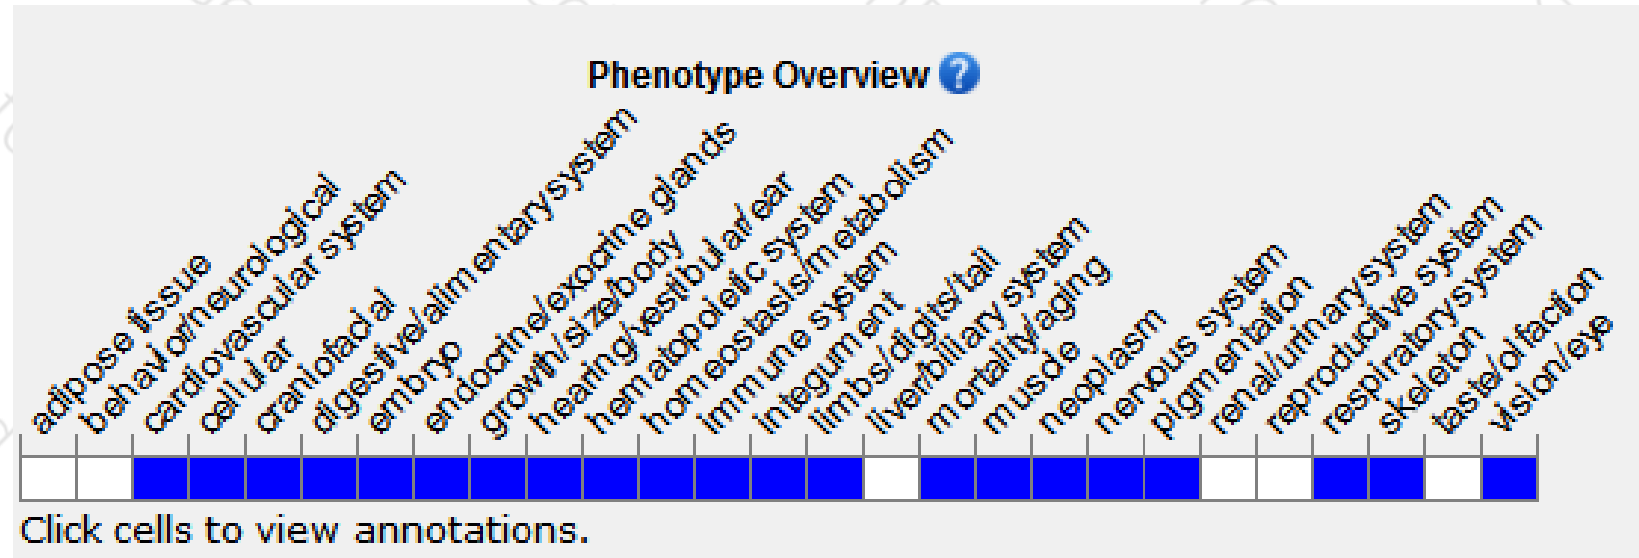 Phenotype Overview ?
adipose tissue
behavior/neurological
cardiovascular system
cellular
craniofacial
digestive/alimentary system
embryo
endocrine/exocrine glands
growth/size/body
hearing/vestibular/ear
hematopoietic system
homeostasis/metabolism
immune system
integument
limbs/digits/tail
liver/biliary system
mortality/aging
muscle
neoplasm
nervous system
pigmentation
renal/urinary system
reproductive system
respiratory system
skeleton
taste/olfaction
vision/eye
Click cells to view annotations.